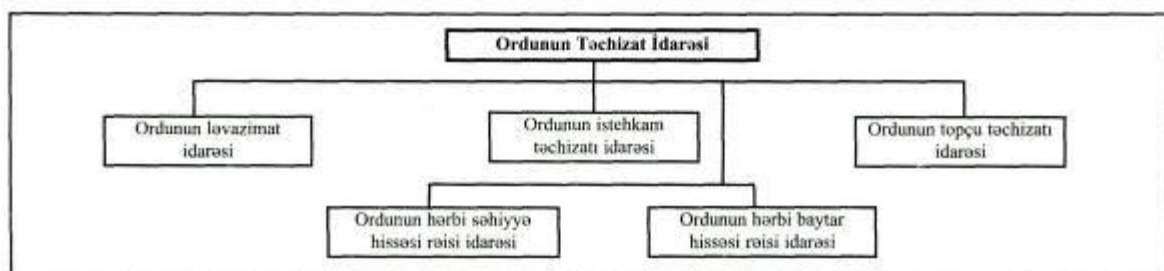 Ordunun Təchizat İdarəsi
Ordunun ləvazimat
idarəsi
Ordunun istehkam
təchizatı idarəsi
Ordunun topçu təchizatı
idarəsi
Ordunun hərbi səhiyyə
hissəsi rəisi idarəsi
Ordunun hərbi baytar
hissəsi rəisi idarəsi